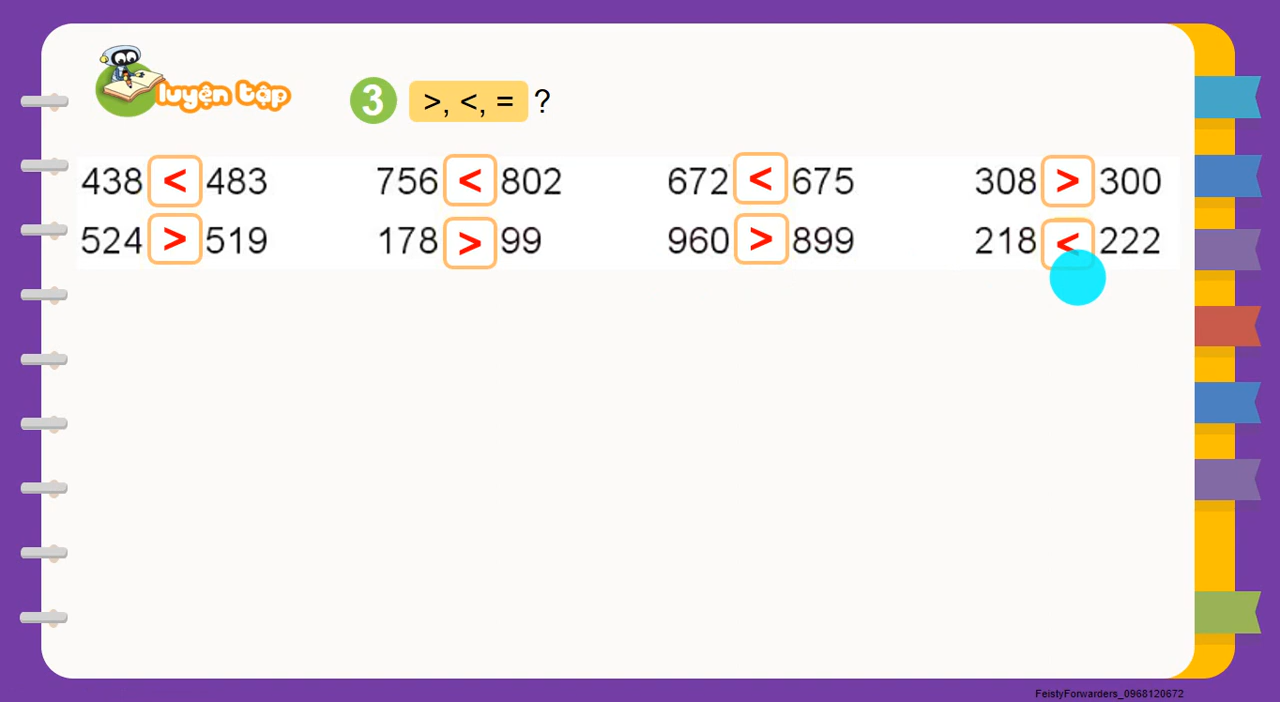 luyện tập
3 >, <, = ?
438 < 483 756 < 802 672 < 675 308 > 300
524 > 519 178 > 99 960 > 899 218 < 222
FeistyForwarders_0968120672